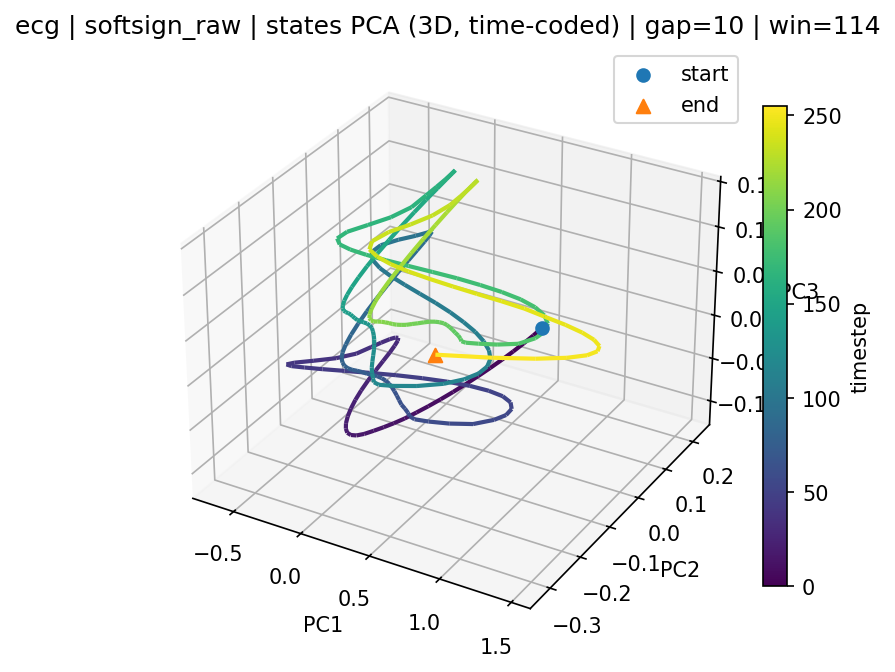 ecg | softsign_raw | states PCA (3D, time-coded) | gap=10 | win=114
start
end
250
200
150
100
50
0
timestep
PC3
0.2
0.1
0.0
−0.1
−0.2
−0.3
PC2
−0.5
0.0
0.5
1.0
1.5
PC1